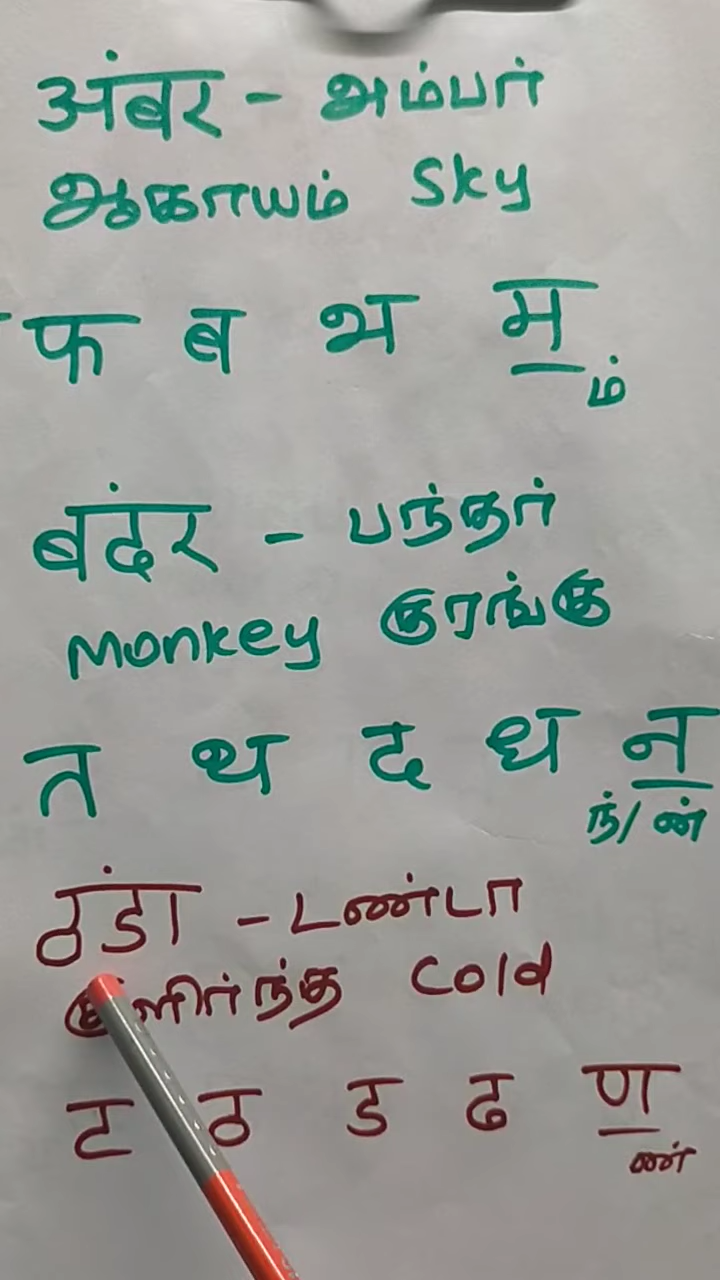 अंबर - அம்பர்
ஆகாயம் Sky
फ ब भ म
ம்
बंदर - பந்தர்
Monkey குரங்கு
त थ द ध न
ந்/ன்
ठंडा - டண்டா
குளிர்ந்த Cold
ट ठ ड ढ ण
ண்